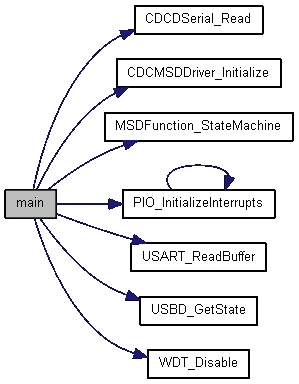 CDCDSerial_Read
CDCMSDDriver_Initialize
MSDFunction_StateMachine
main
PIO_InitializeInterrupts
USART_ReadBuffer
USBD_GetState
WDT_Disable